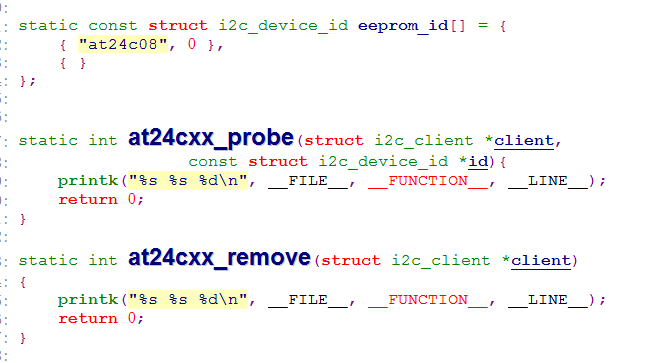 static const struct i2c_device_id eeprom_id[] = {
    { "at24c08", 0 },
    { }
};
static int at24cxx_probe(struct i2c_client *client,
                 const struct i2c_device_id *id){
    printk("%s %s %d\n", __FILE__, __FUNCTION__, __LINE__);
    return 0;
}
static int at24cxx_remove(struct i2c_client *client)
{
    printk("%s %s %d\n", __FILE__, __FUNCTION__, __LINE__);
    return 0;
}